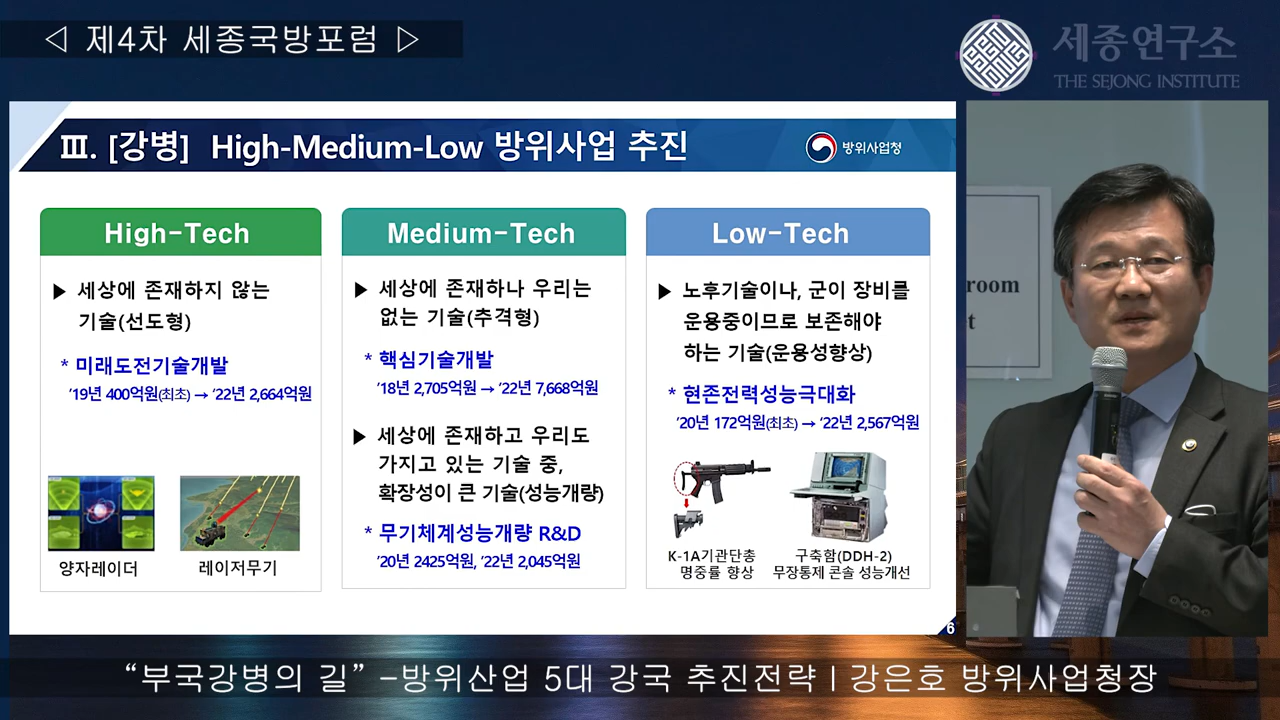 ◁ 제4차 세종국방포럼 ▷
세종연구소
THE SEJONG INSTITUTE
Ⅲ. [강병] High-Medium-Low 방위사업 추진
방위사업청
High-Tech
▶ 세상에 존재하지 않는
기술(선도형)
* 미래도전기술개발
‘19년 400억원(최초) → ‘22년 2,664억원
양자레이더
레이저무기
Medium-Tech
▶ 세상에 존재하나 우리는
없는 기술(추격형)
* 핵심기술개발
‘18년 2,705억원 → ‘22년 7,668억원
▶ 세상에 존재하고 우리도
가지고 있는 기술 중,
확장성이 큰 기술(성능개량)
* 무기체계성능개량 R&D
‘20년 2425억원, ‘22년 2,045억원
Low-Tech
▶ 노후기술이나, 군이 장비를
운용중이므로 보존해야
하는 기술(운용성향상)
* 현존전력성능극대화
‘20년 172억원(최초) → ‘22년 2,567억원
K-1A기관단총
명중률 향상
구축함(DDH-2)
무장통제 콘솔 성능개선
6
room
t
“부국강병의 길” -방위산업 5대 강국 추진전략 | 강은호 방위사업청장